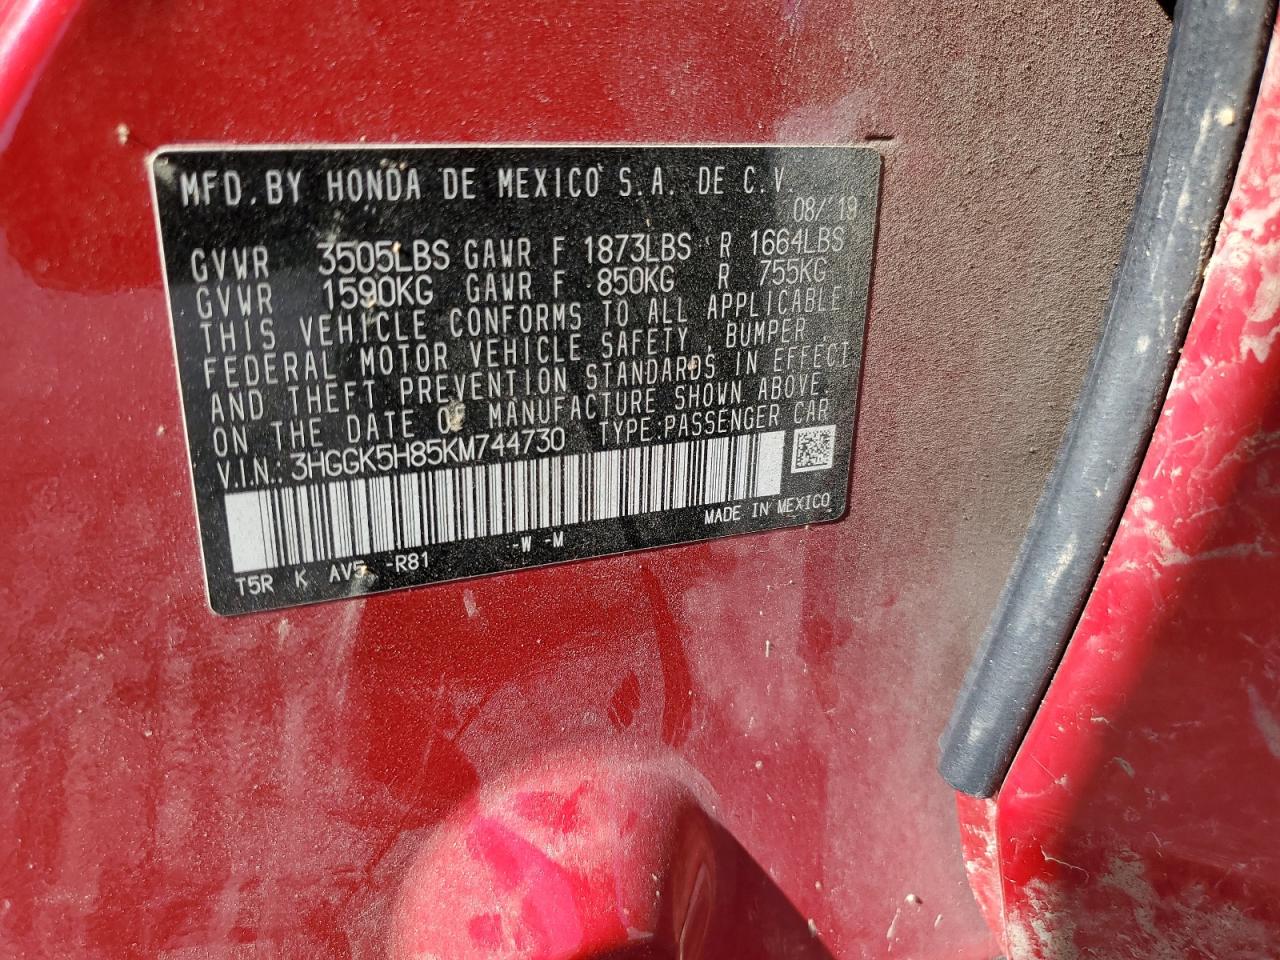 MFD. BY HONDA DE MEXICO S.A. DE C.V.
08/'19
GVWR 3505LBS GAWR F 1873LBS R 1664LBS
GVWR 1590KG GAWR F 850KG R 755KG
THIS VEHICLE CONFORMS TO ALL APPLICABLE
FEDERAL MOTOR VEHICLE SAFETY, BUMPER,
AND THEFT PREVENTION STANDARDS IN EFFECT
ON THE DATE OF MANUFACTURE SHOWN ABOVE.
V.I.N.: 3HGGK5H85KM744730 TYPE:PASSENGER CAR
MADE IN MEXICO
T5R K AV5 -R81 -W -M